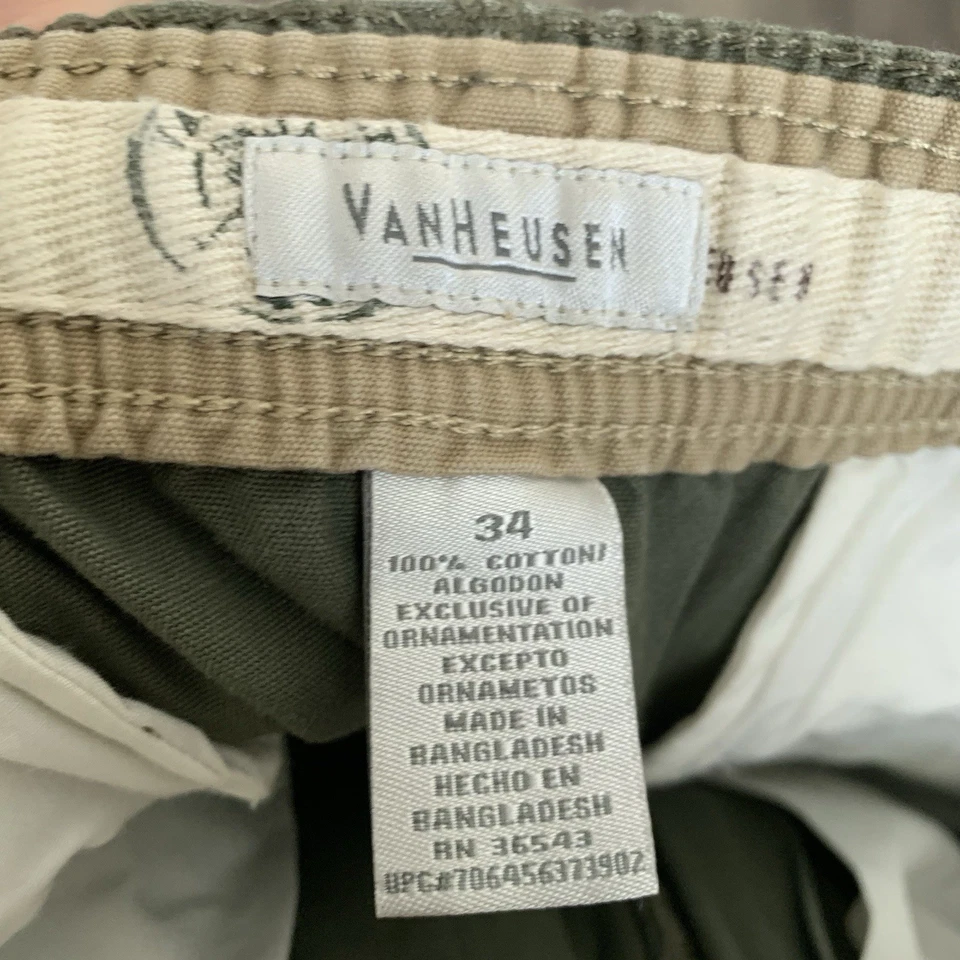 VANHEUSEN
34
100% COTTON/
ALGODON
EXCLUSIVE OF
ORNAMENTATION
EXCEPTO
ORNAMETOS
MADE IN
BANGLADESH
HECHO EN
BANGLADESH
RN 36543
UPC#706456373902